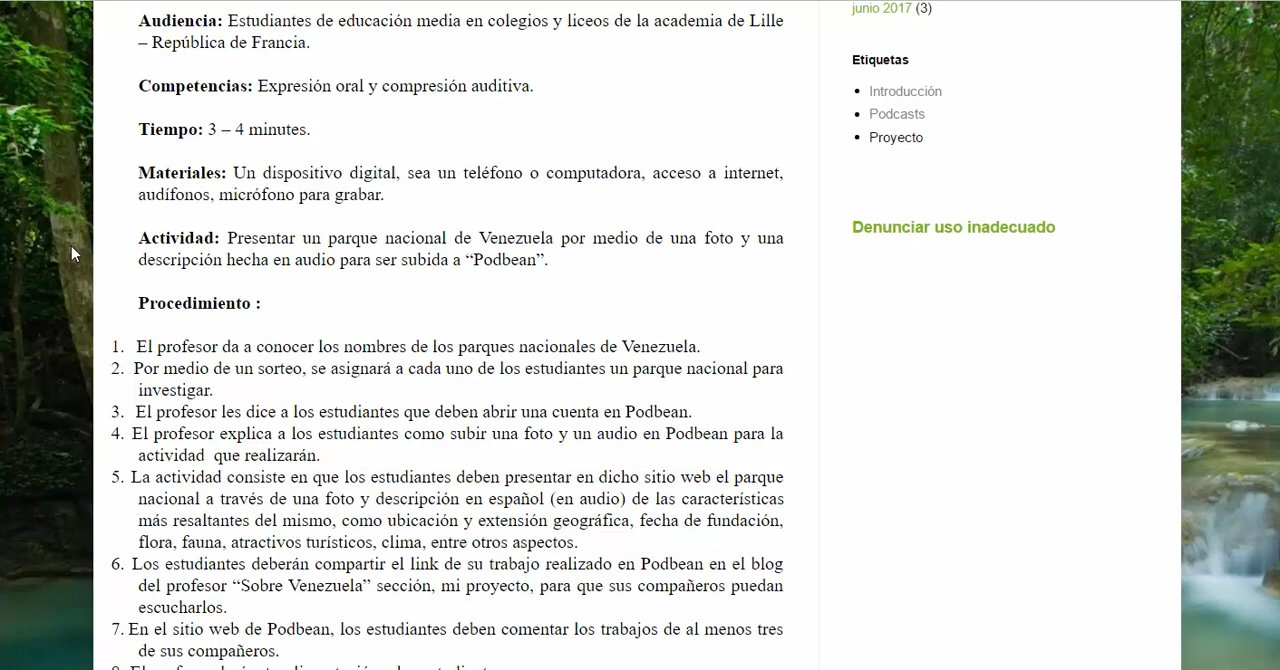 Audiencia: Estudiantes de educación media en colegios y liceos de la academia de Lille
– República de Francia.
Competencias: Expresión oral y compresión auditiva.
Tiempo: 3 – 4 minutes.
Materiales: Un dispositivo digital, sea un teléfono o computadora, acceso a internet,
audífonos, micrófono para grabar.
Actividad: Presentar un parque nacional de Venezuela por medio de una foto y una
descripción hecha en audio para ser subida a “Podbean”.
Procedimiento :
1. El profesor da a conocer los nombres de los parques nacionales de Venezuela.
2. Por medio de un sorteo, se asignará a cada uno de los estudiantes un parque nacional para
investigar.
3. El profesor les dice a los estudiantes que deben abrir una cuenta en Podbean.
4. El profesor explica a los estudiantes como subir una foto y un audio en Podbean para la
actividad que realizarán.
5. La actividad consiste en que los estudiantes deben presentar en dicho sitio web el parque
nacional a través de una foto y descripción en español (en audio) de las características
más resaltantes del mismo, como ubicación y extensión geográfica, fecha de fundación,
flora, fauna, atractivos turísticos, clima, entre otros aspectos.
6. Los estudiantes deberán compartir el link de su trabajo realizado en Podbean en el blog
del profesor “Sobre Venezuela” sección, mi proyecto, para que sus compañeros puedan
escucharlos.
7. En el sitio web de Podbean, los estudiantes deben comentar los trabajos de al menos tres
de sus compañeros.
junio 2017 (3)
Etiquetas
Introducción
Podcasts
Proyecto
Denunciar uso inadecuado